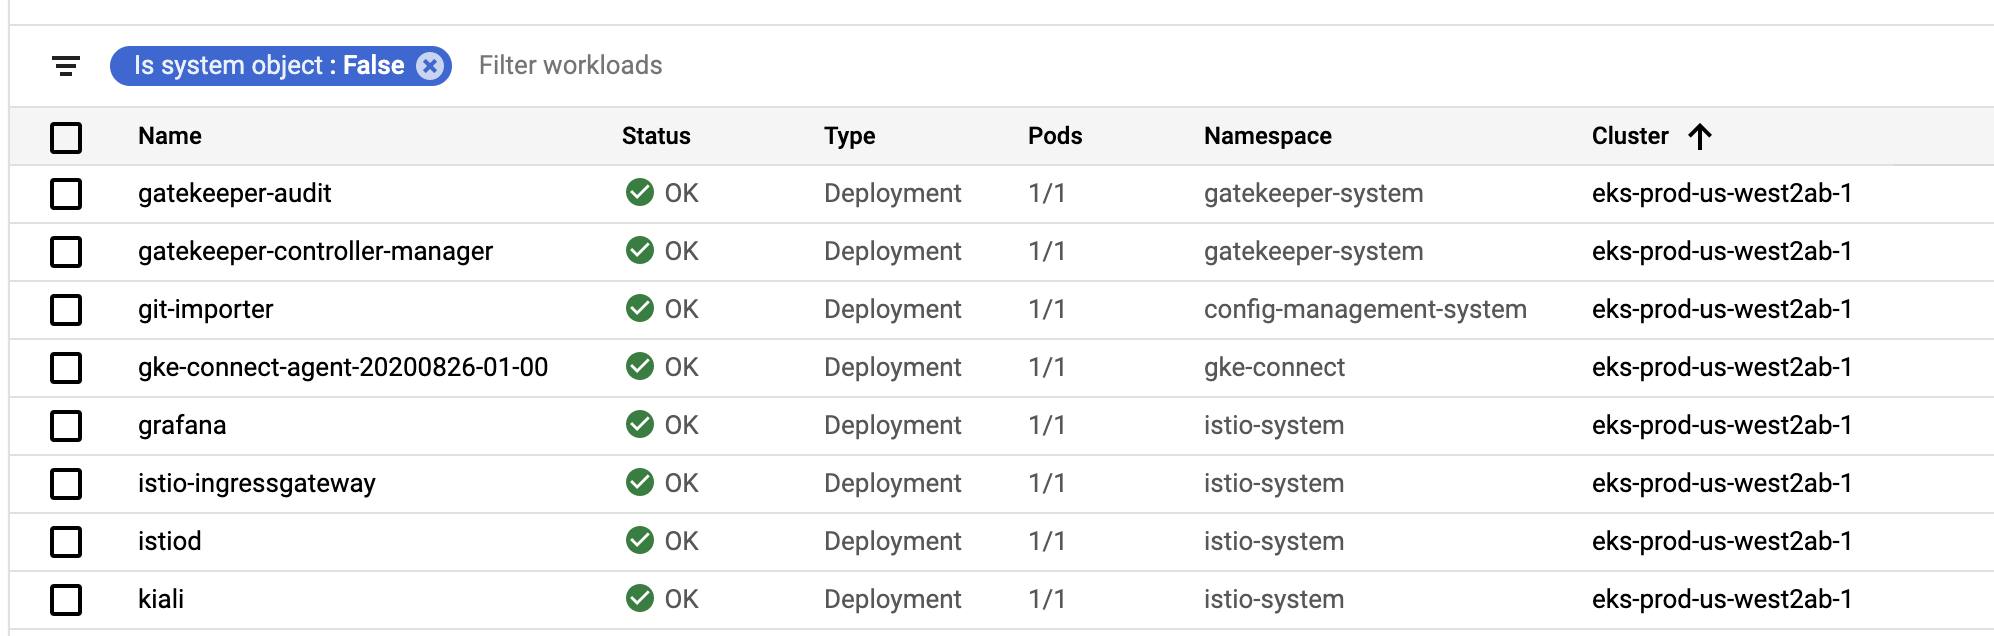 Is system object : False Filter workloads
Name Status Type Pods Namespace Cluster
gatekeeper-audit OK Deployment 1/1 gatekeeper-system eks-prod-us-west2ab-1
gatekeeper-controller-manager OK Deployment 1/1 gatekeeper-system eks-prod-us-west2ab-1
git-importer OK Deployment 1/1 config-management-system eks-prod-us-west2ab-1
gke-connect-agent-20200826-01-00 OK Deployment 1/1 gke-connect eks-prod-us-west2ab-1
grafana OK Deployment 1/1 istio-system eks-prod-us-west2ab-1
istio-ingressgateway OK Deployment 1/1 istio-system eks-prod-us-west2ab-1
istiod OK Deployment 1/1 istio-system eks-prod-us-west2ab-1
kiali OK Deployment 1/1 istio-system eks-prod-us-west2ab-1